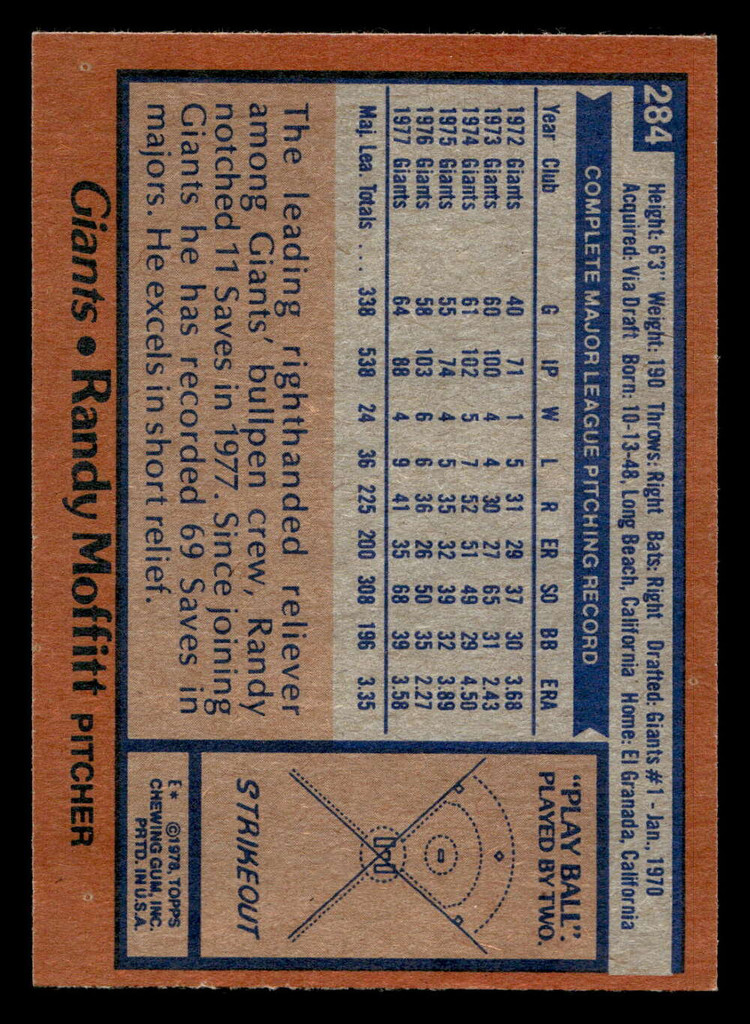 284
Height: 6'3" Weight: 190 Throws: Right Bats: Right Drafted: Giants #1 - Jan., 1970
Acquired: Via Draft Born: 10-13-48, Long Beach, California Home: El Granada, California
COMPLETE MAJOR LEAGUE PITCHING RECORD
Year Club G IP W L R ER SO BB ERA
1972 Giants 40 71 1 5 31 29 37 30 3.68
1973 Giants 60 100 4 4 30 27 65 31 2.43
1974 Giants 61 102 5 7 52 51 49 29 4.50
1975 Giants 55 74 4 5 35 32 39 32 3.89
1976 Giants 58 103 6 6 36 26 50 35 2.27
1977 Giants 64 88 4 9 41 35 68 39 3.58
Maj. Lea. Totals ... 338 538 24 36 225 200 308 196 3.35
The leading righthanded reliever
among Giants' bullpen crew, Randy
notched 11 Saves in 1977. Since joining
Giants he has recorded 69 Saves in
majors. He excels in short relief.
"PLAY BALL":
PLAYED BY TWO.
STRIKEOUT
E* ©1978, TOPPS
CHEWING GUM, INC.
PRTD. IN U.S.A.
Giants • Randy Moffitt PITCHER